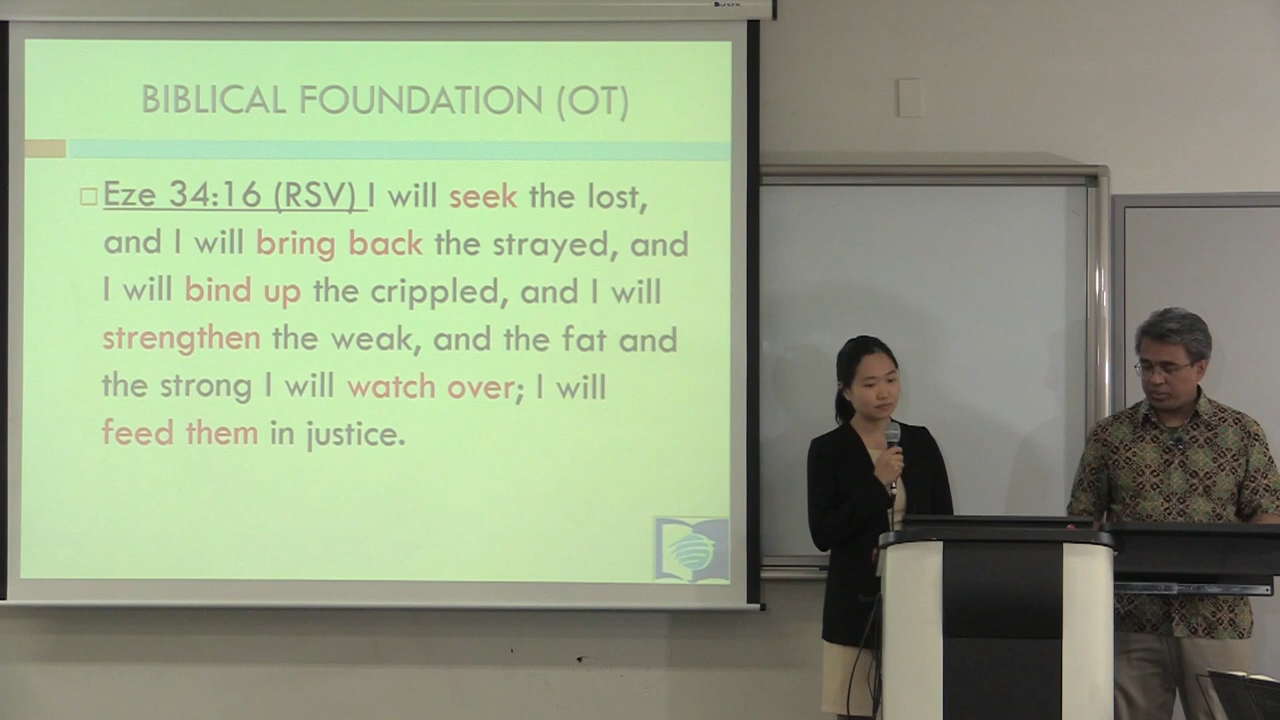 BIBLICAL FOUNDATION (OT)
Eze 34:16 (RSV) I will seek the lost,
and I will bring back the strayed, and
I will bind up the crippled, and I will
strengthen the weak, and the fat and
the strong I will watch over; I will
feed them in justice.